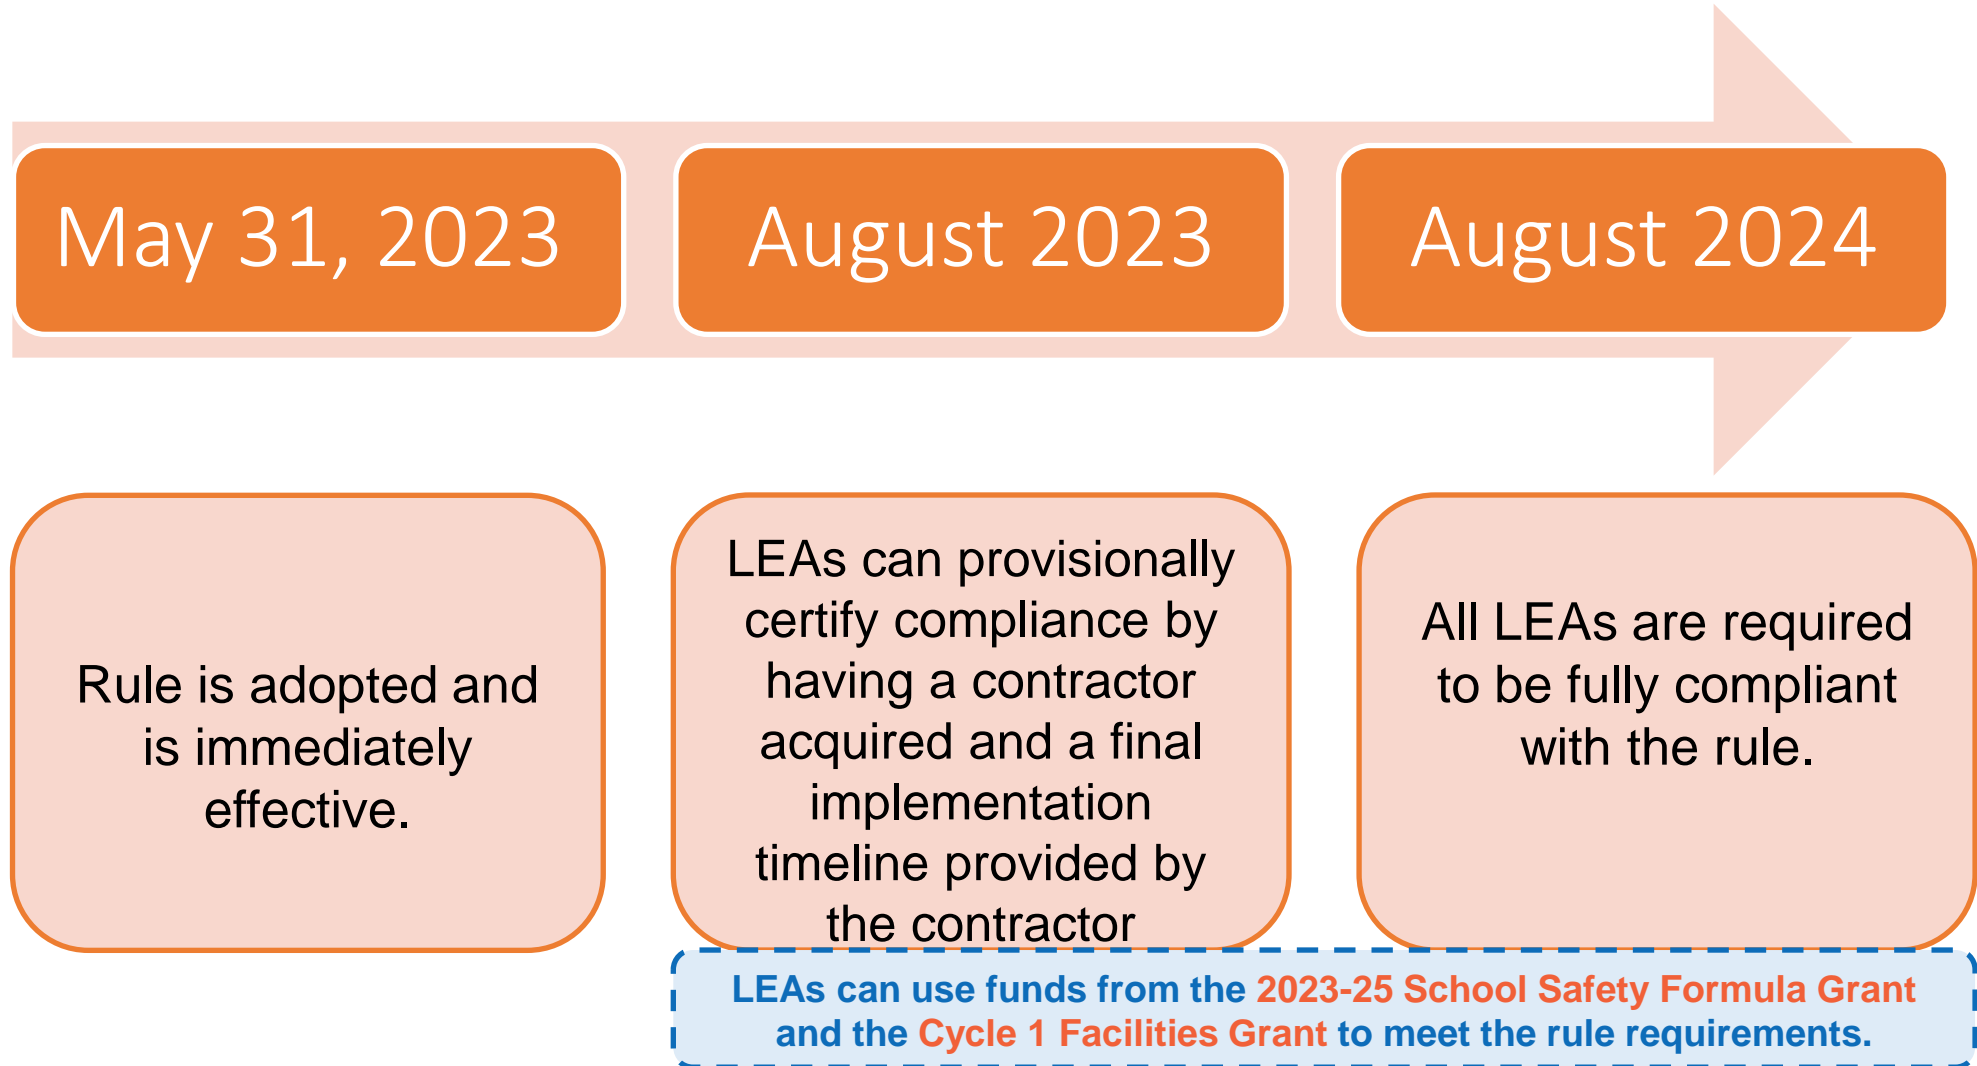 May 31, 2023
August 2023
August 2024
Rule is adopted and
is immediately
effective.
LEAs can provisionally
certify compliance by
having a contractor
acquired and a final
implementation
timeline provided by
the contractor
All LEAs are required
to be fully compliant
with the rule.
LEAs can use funds from the 2023-25 School Safety Formula Grant
and the Cycle 1 Facilities Grant to meet the rule requirements.